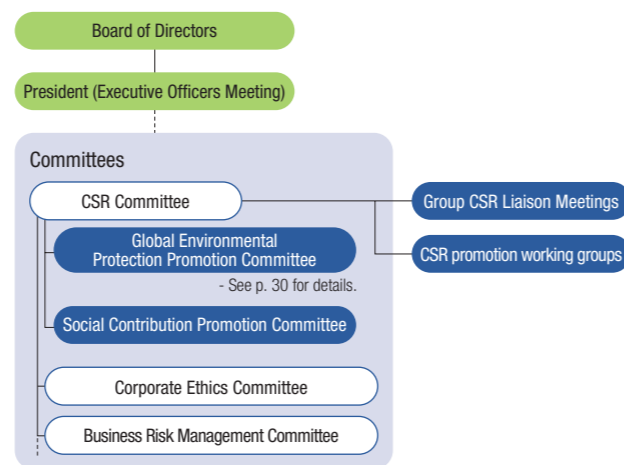 Board of Directors
President (Executive Officers Meeting)
Committees
CSR Committee
Group CSR Liaison Meetings
Global Environmental
Protection Promotion Committee
CSR promotion working groups
- See p. 30 for details.
Social Contribution Promotion Committee
Corporate Ethics Committee
Business Risk Management Committee